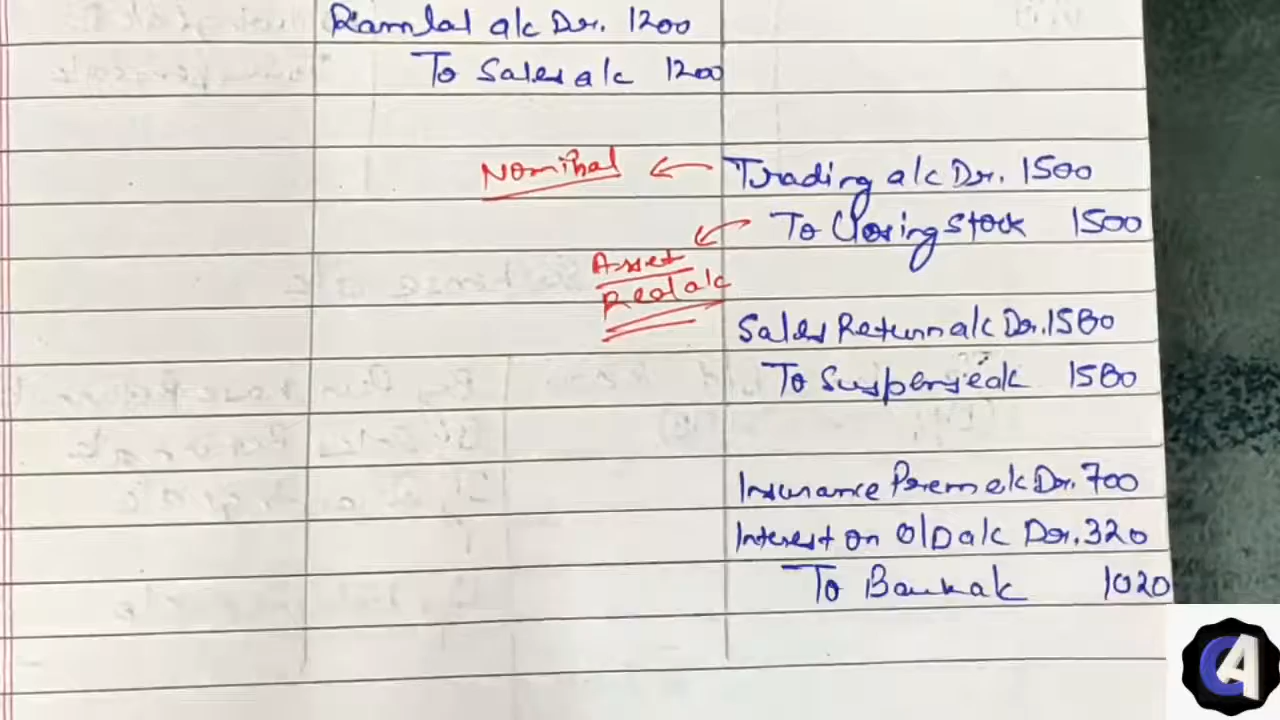 Ramlal a/c Dr. 1200
To Sales a/c 1200
Nominal ← Trading a/c Dr. 1500
To Closing stock 1500
Asset
Real a/c
Sales Return a/c Dr. 1580
To Suspense a/c 1580
Insurance Prem a/c Dr. 700
Interest on O/D a/c Dr. 320
To Bank a/c 1020
CA